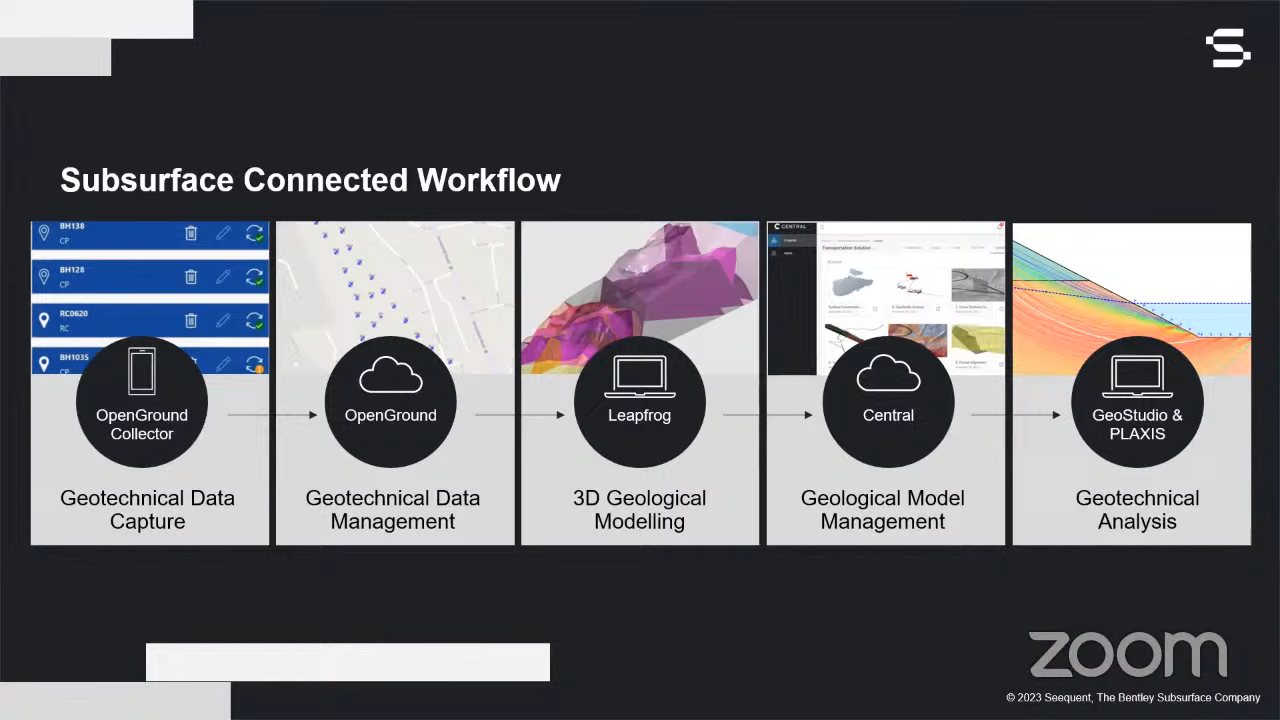 Subsurface Connected Workflow
BH138
CP
BH128
CP
RC0620
RC
BH1035
CP
CENTRAL
Projects
Transportation Solution ...
OpenGround
Collector
OpenGround
Leapfrog
Central
GeoStudio &
PLAXIS
Geotechnical Data
Capture
Geotechnical Data
Management
3D Geological
Modelling
Geological Model
Management
Geotechnical
Analysis
zoom
© 2023 Seequent, The Bentley Subsurface Company